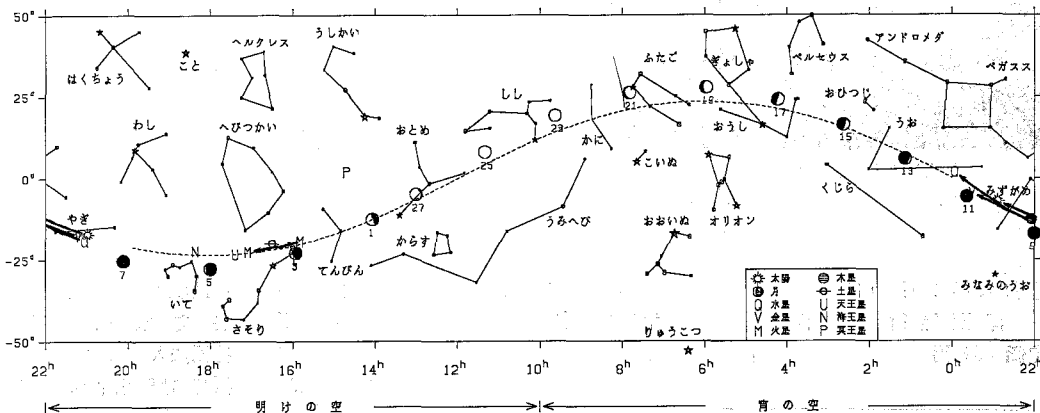 50°
25°
0°
-25°
-50°
はくちょう
こと
ヘルクレス
うしかい
しし
ふたご
ぎょしゃ
ペルセウス
アンドロメダ
ペガスス
わし
へびつかい
おとめ
かに
おうし
おひつじ
うお
P
こいぬ
オリオン
くじら
みずがめ
やぎ
Q
いて
さそり
てんびん
からす
うみへび
おおいぬ
りゅうこつ
みなみのうお
N
U
M
M
Q
7
5
3
1
27
25
23
21
19
17
15
13
11
9
太陽
月
Q 水星
V 金星
M 火星
木星
土星
U 天王星
N 海王星
P 冥王星
50°
25°
0°
-25°
-50°
22h 20h 18h 16h 14h 12h 10h 8h 6h 4h 2h 0h 22h
明けの空 宵の空